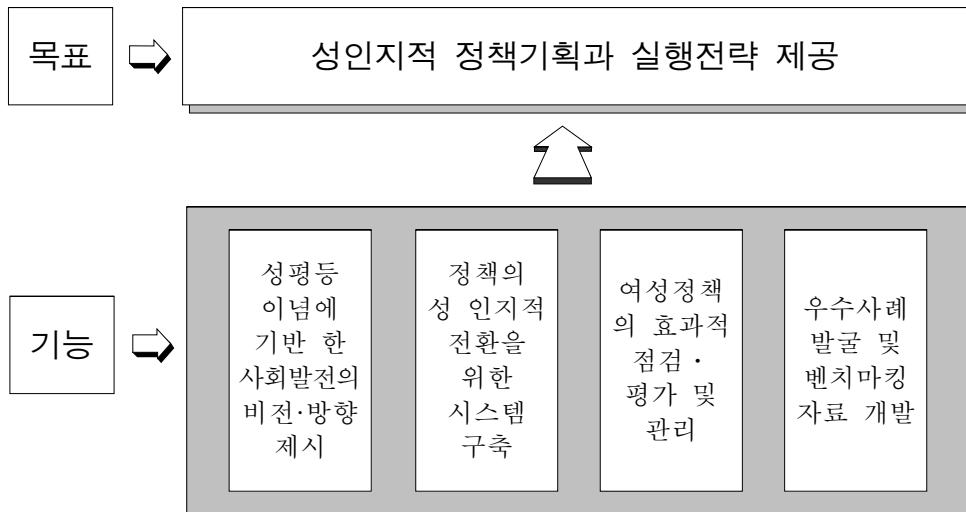 목표
성인지적 정책기획과 실행전략 제공
기능
성평등
이념에
기반 한
사회발전의
비전·방향
제시
정책의
성 인지적
전환을
위한
시스템
구축
여성정책
의 효과적
점검·
평가 및
관리
우수사례
발굴 및
벤치마킹
자료 개발